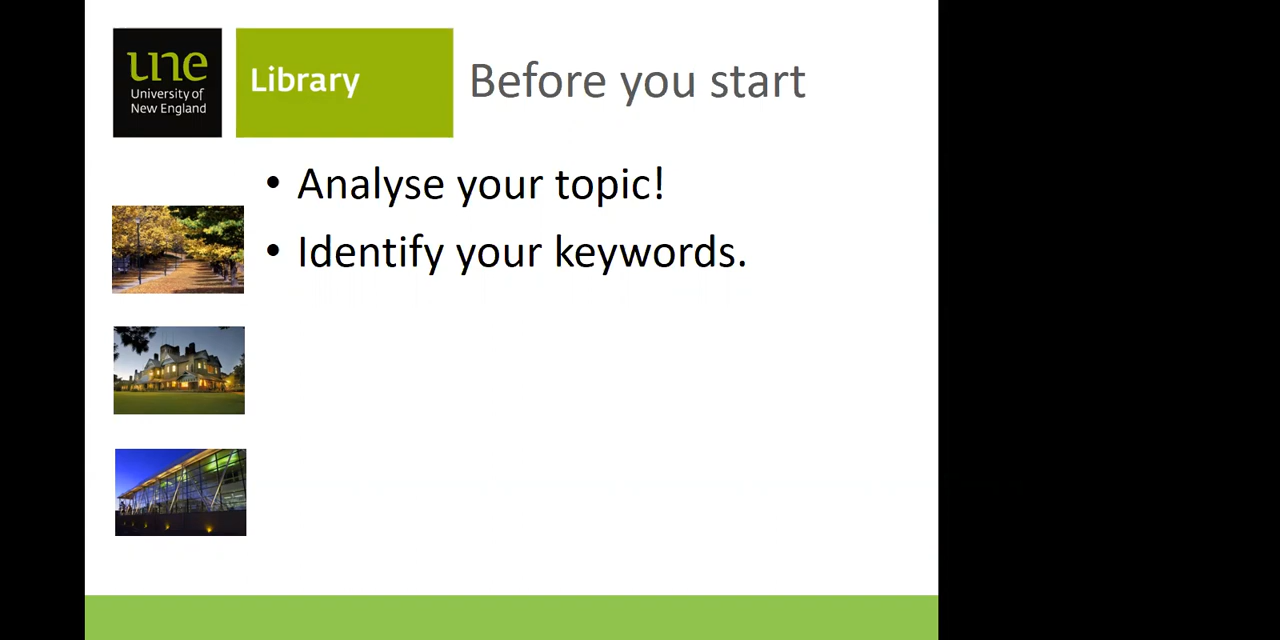 une
University of
New England
Library
Before you start
• Analyse your topic!
• Identify your keywords.